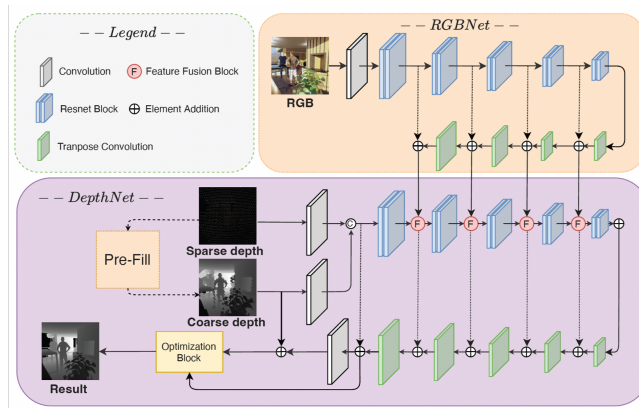 -- Legend --
Convolution
F Feature Fusion Block
Resnet Block
Element Addition
Tranpose Convolution
-- RGBNet --
RGB
-- DepthNet --
Sparse depth
Pre-Fill
Coarse depth
C
F
F
F
F
Optimization
Block
Result